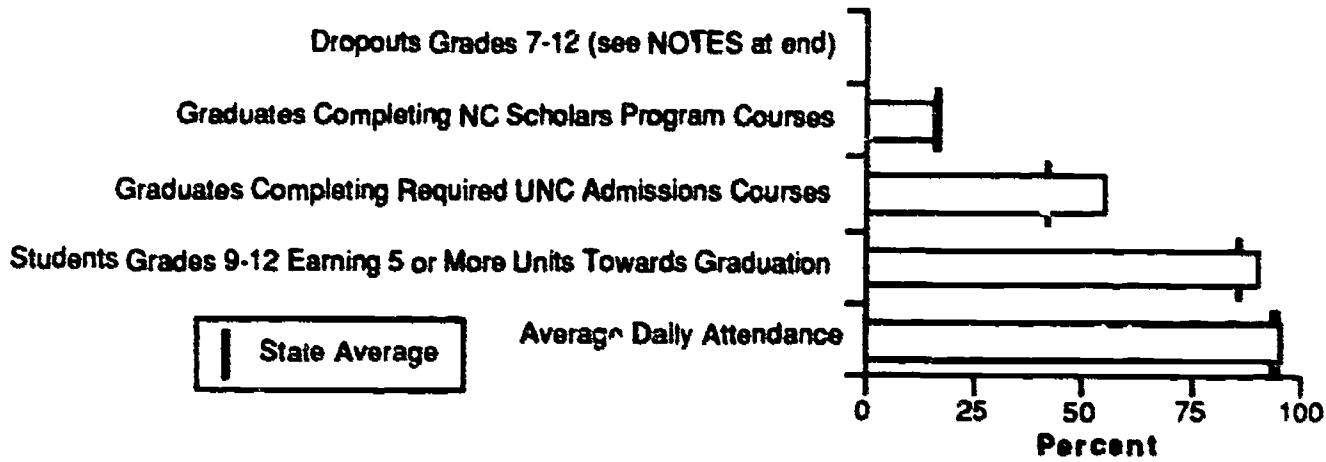 Dropouts Grades 7-12 (see NOTES at end)
Graduates Completing NC Scholars Program Courses
Graduates Completing Required UNC Admissions Courses
Students Grades 9-12 Earning 5 or More Units Towards Graduation
Average Daily Attendance
State Average
0 25 50 75 100
Percent